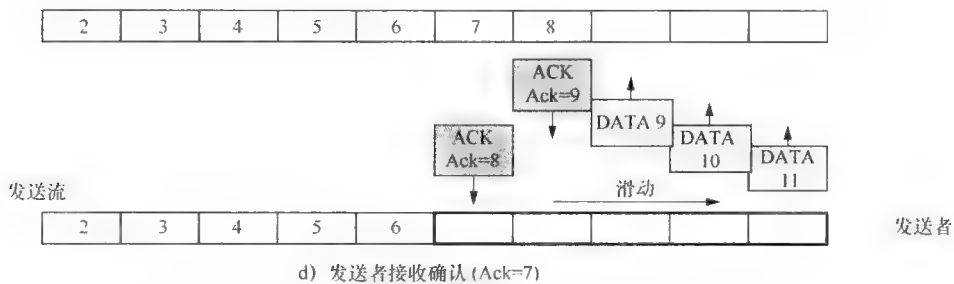 2 3 4 5 6 7 8
ACK
Ack=9
DATA 9
ACK
Ack=8
DATA
10
DATA
11
发送流
滑动
2 3 4 5 6
发送者
d) 发送者接收确认(Ack=7)